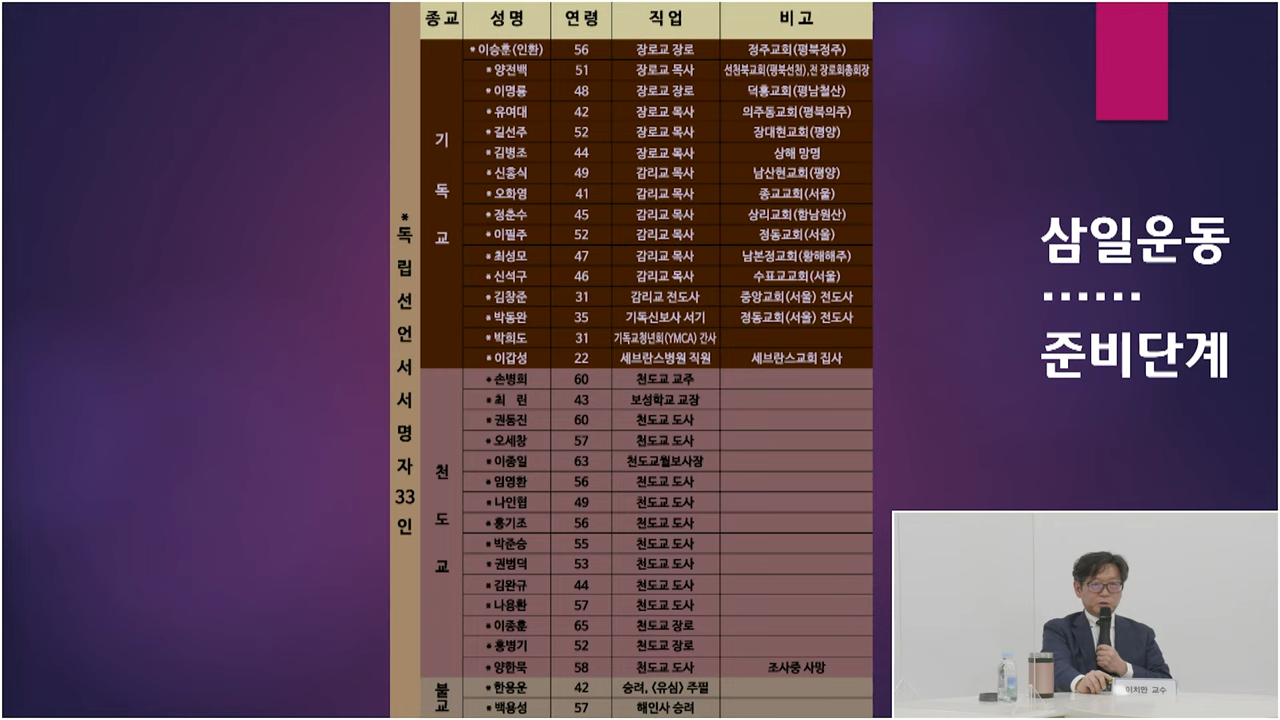 종교 성명 연령 직업 비고
*독립선언서서명자33인
기독교
*이승훈(인환) 56 장로교 장로 정주교회(평북정주)
*양전백 51 장로교 목사 선천북교회(평북선천),전 장로회총회장
*이명룡 48 장로교 장로 덕흥교회(평남철산)
*유여대 42 장로교 목사 의주동교회(평북의주)
*길선주 52 장로교 목사 장대현교회(평양)
*김병조 44 장로교 목사 상해 망명
*신홍식 49 감리교 목사 남산현교회(평양)
*오화영 41 감리교 목사 종교교회(서울)
*정춘수 45 감리교 목사 상리교회(함남원산)
*이필주 52 감리교 목사 정동교회(서울)
*최성모 47 감리교 목사 남본정교회(황해해주)
*신석구 46 감리교 목사 수표교교회(서울)
*김창준 31 감리교 전도사 중앙교회(서울) 전도사
*박동완 35 기독신보사 서기 정동교회(서울) 전도사
*박희도 31 기독교청년회(YMCA) 간사
*이갑성 22 세브란스병원 직원 세브란스교회 집사
천도교
*손병희 60 천도교 교주
*최 린 43 보성학교 교장
*권동진 60 천도교 도사
*오세창 57 천도교 도사
*이종일 63 천도교월보사장
*임영환 56 천도교 도사
*나인협 49 천도교 도사
*홍기조 56 천도교 도사
*박준승 55 천도교 도사
*권병덕 53 천도교 도사
*김완규 44 천도교 도사
*나용환 57 천도교 도사
*이종훈 65 천도교 장로
*홍병기 52 천도교 장로
*양한묵 58 천도교 도사 조사중 사망
불교
*한용운 42 승려, 〈유심〉 주필
*백용성 57 해인사 승려
삼일운동
......
준비단계
이치만 교수